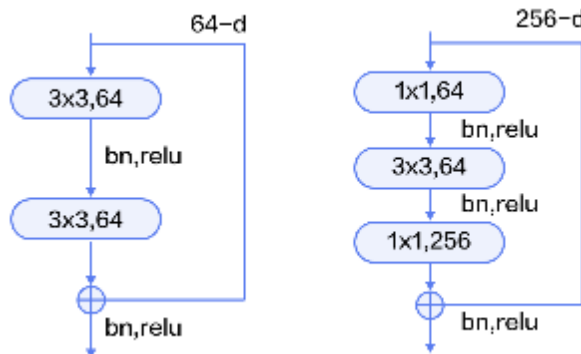 64-d
3x3,64
bn,relu
3x3,64
bn,relu
256-d
1x1,64
bn,relu
3x3,64
bn,relu
1x1,256
bn,relu